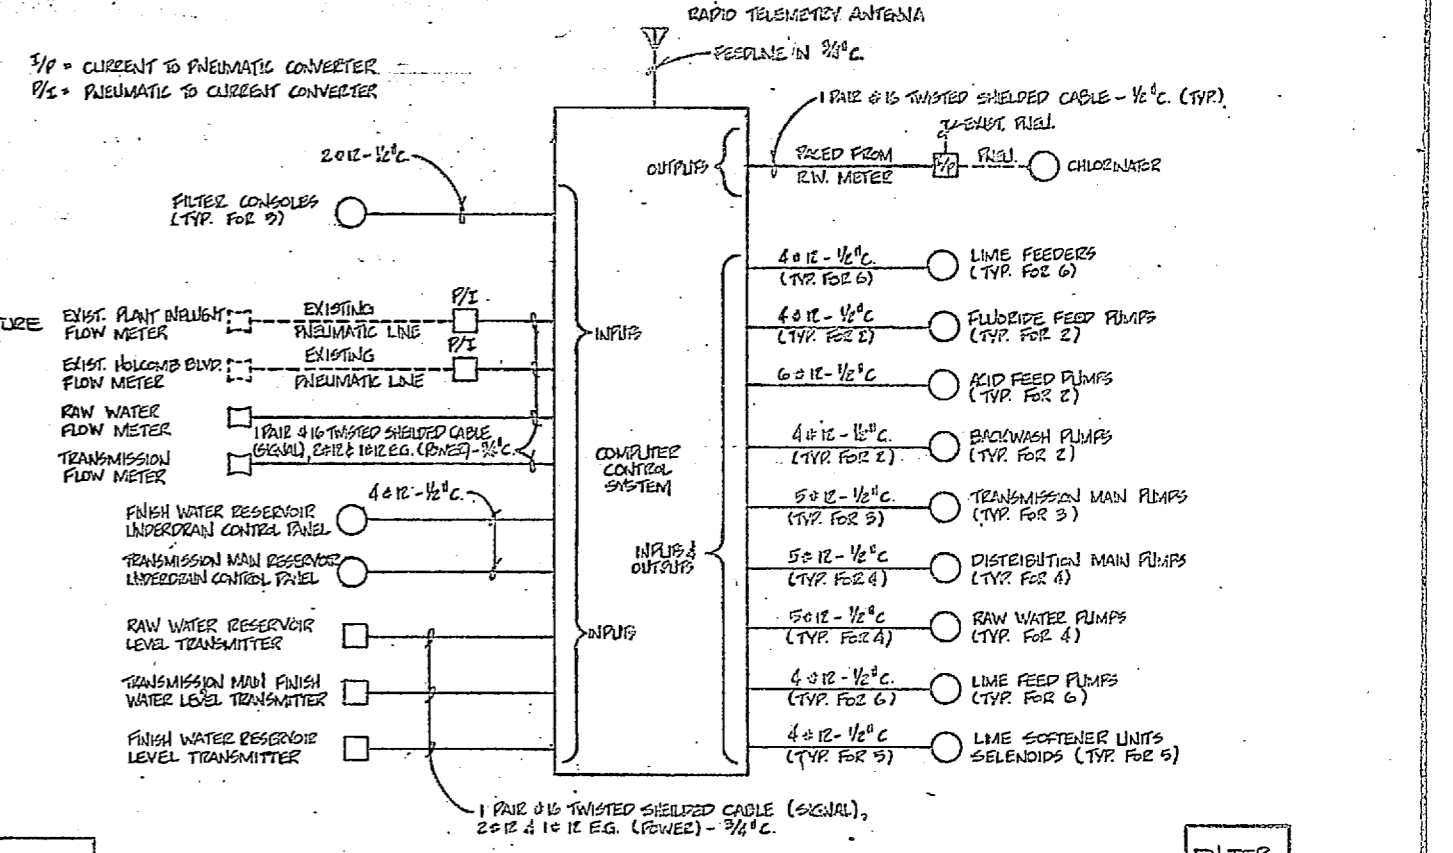 RADIO TELEMETRY ANTENNA
FEEDLINE IN 3/4"C.
I/P = CURRENT TO PNEUMATIC CONVERTER
P/I = PNEUMATIC TO CURRENT CONVERTER
1 PAIR #16 TWISTED SHIELDED CABLE - 1/2"C. (TYP.)
EXIST. PNEU.
2#12-1/2"C.
OUTPUTS
PACED FROM
R.W. METER
I/P
PNEU.
CHLORINATOR
FILTER CONSOLES
(TYP. FOR 5)
4#12-1/2"C.
(TYP. FOR 6)
LIME FEEDERS
(TYP. FOR 6)
TURE
EXIST. PLANT INFLUENT
FLOW METER
EXISTING
PNEUMATIC LINE
P/I
INPUTS
4#12-1/2"C
(TYP. FOR 2)
FLUORIDE FEED PUMPS
(TYP. FOR 2)
EXIST. HOLCOMB BLVD.
FLOW METER
EXISTING
PNEUMATIC LINE
P/I
6#12-1/2"C
ACID FEED PUMPS
(TYP. FOR 2)
RAW WATER
FLOW METER
1 PAIR #16 TWISTED SHIELDED CABLE
(SIGNAL), 2#12 & 1#12 E.G. (POWER)-3/4"C.
TRANSMISSION
FLOW METER
COMPUTER
CONTROL
SYSTEM
4#12-1/2"C.
(TYP. FOR 2)
BACKWASH PUMPS
(TYP. FOR 2)
4#12-1/2"C.
FINISH WATER RESERVOIR
UNDERDRAIN CONTROL PANEL
5#12-1/2"C.
(TYP. FOR 3)
TRANSMISSION MAIN PUMPS
(TYP. FOR 3)
TRANSMISSION MAIN RESERVOIR
UNDERDRAIN CONTROL PANEL
INPUTS &
OUTPUTS
5#12-1/2"C.
(TYP. FOR 4)
DISTRIBUTION MAIN PUMPS
(TYP. FOR 4)
RAW WATER RESERVOIR
LEVEL TRANSMITTER
INPUTS
5#12-1/2"C
(TYP. FOR 4)
RAW WATER PUMPS
(TYP. FOR 4)
TRANSMISSION MAIN FINISH
WATER LEVEL TRANSMITTER
4#12-1/2"C.
(TYP. FOR 6)
LIME FEED PUMPS
(TYP. FOR 6)
FINISH WATER RESERVOIR
LEVEL TRANSMITTER
4#12-1/2"C
(TYP. FOR 5)
LIME SOFTENER UNITS
SELENOIDS (TYP. FOR 5)
1 PAIR #16 TWISTED SHEILDED CABLE (SIGNAL),
2#12 & 1#12 E.G. (POWER)-3/4"C.
FILTER